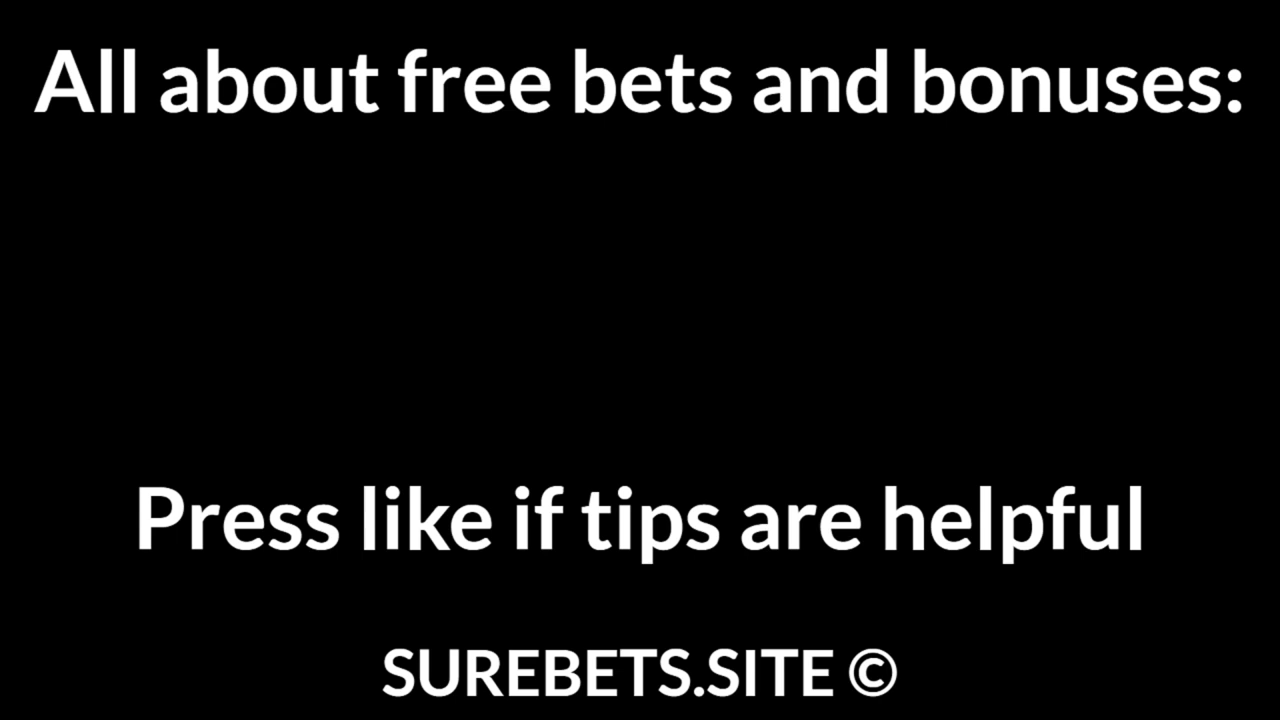 All about free bets and bonuses:
Press like if tips are helpful
SUREBETS.SITE ©